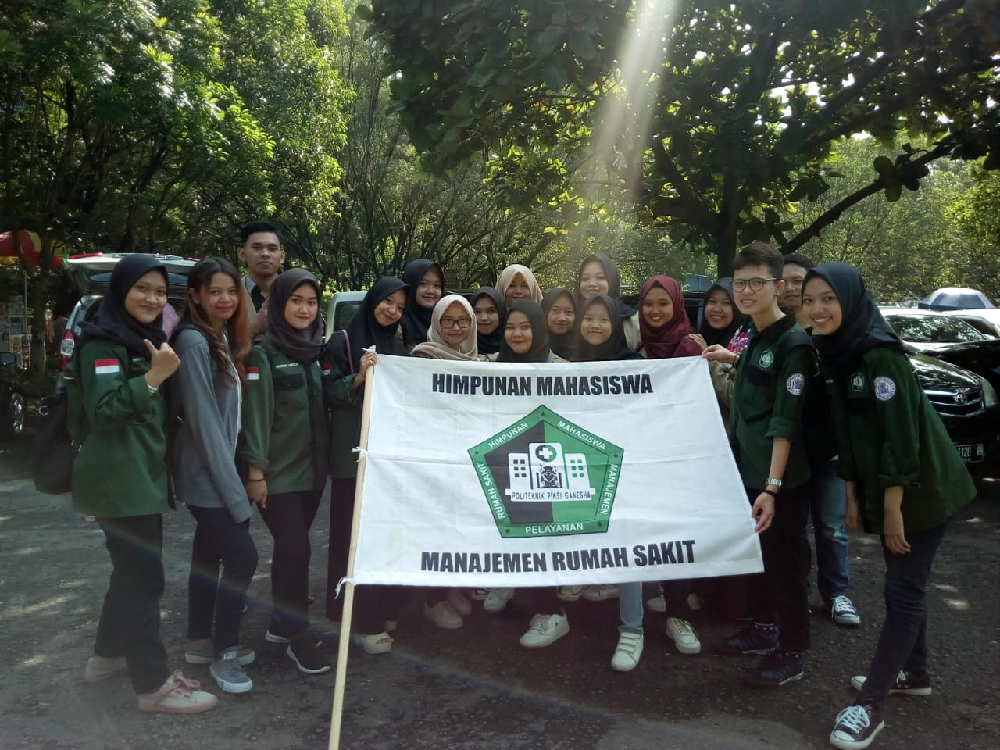 HIMPUNAN MAHASISWA
HIMPUNAN MAHASISWA MANAJEMEN
PELAYANAN RUMAH SAKIT
POLITEKNIK PIKSI GANESHA
MANAJEMEN RUMAH SAKIT